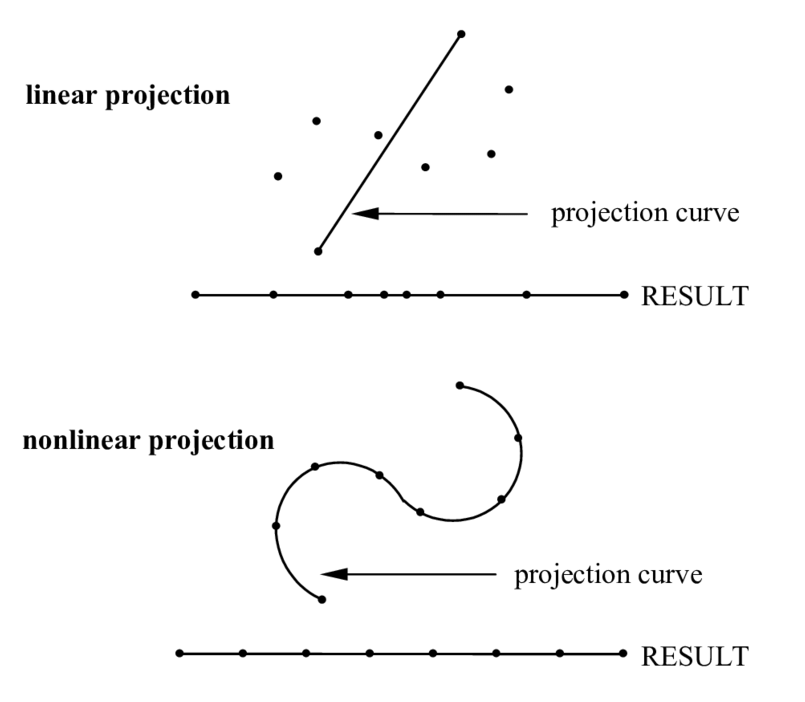 linear projection
projection curve
RESULT
nonlinear projection
projection curve
RESULT